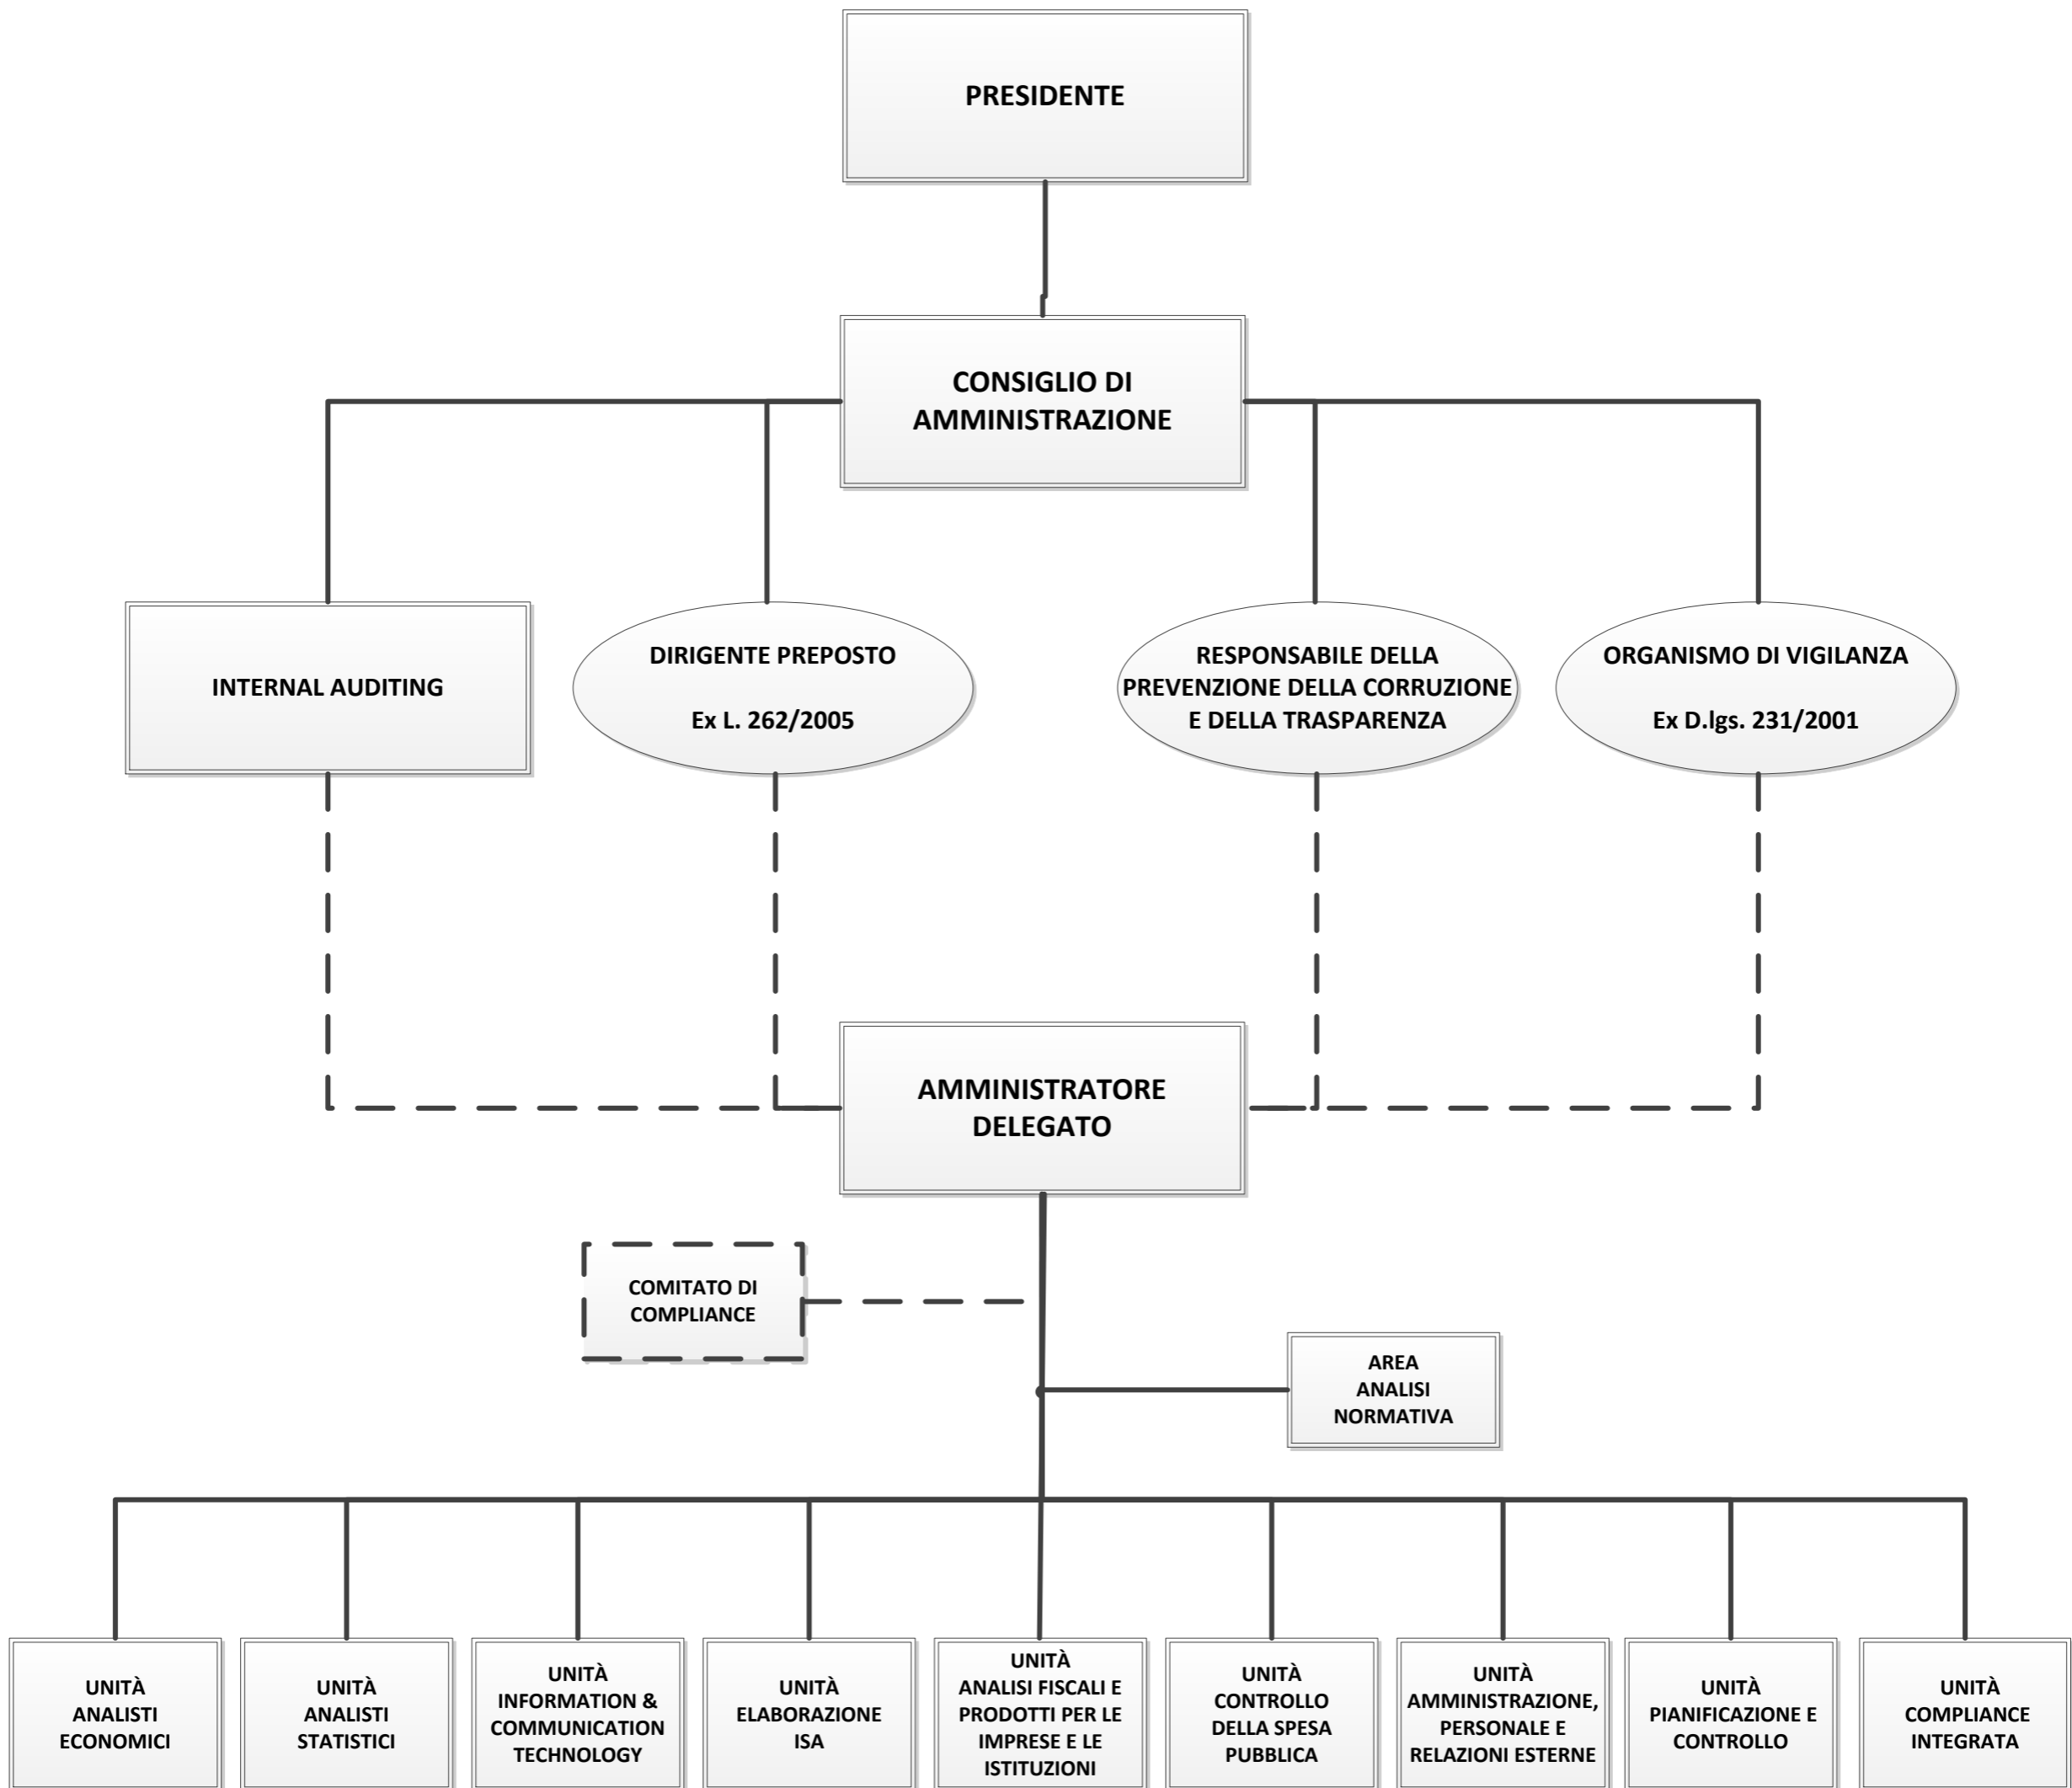 PRESIDENTE
CONSIGLIO DI
AMMINISTRAZIONE
INTERNAL AUDITING
DIRIGENTE PREPOSTO
Ex L. 262/2005
RESPONSABILE DELLA
PREVENZIONE DELLA CORRUZIONE
E DELLA TRASPARENZA
ORGANISMO DI VIGILANZA
Ex D.lgs. 231/2001
AMMINISTRATORE
DELEGATO
COMITATO DI
COMPLIANCE
AREA
ANALISI
NORMATIVA
UNITÀ
ANALISTI
ECONOMICI
UNITÀ
ANALISTI
STATISTICI
UNITÀ
INFORMATION &
COMMUNICATION
TECHNOLOGY
UNITÀ
ELABORAZIONE
ISA
UNITÀ
ANALISI FISCALI E
PRODOTTI PER LE
IMPRESE E LE
ISTITUZIONI
UNITÀ
CONTROLLO
DELLA SPESA
PUBBLICA
UNITÀ
AMMINISTRAZIONE,
PERSONALE E
RELAZIONI ESTERNE
UNITÀ
PIANIFICAZIONE E
CONTROLLO
UNITÀ
COMPLIANCE
INTEGRATA